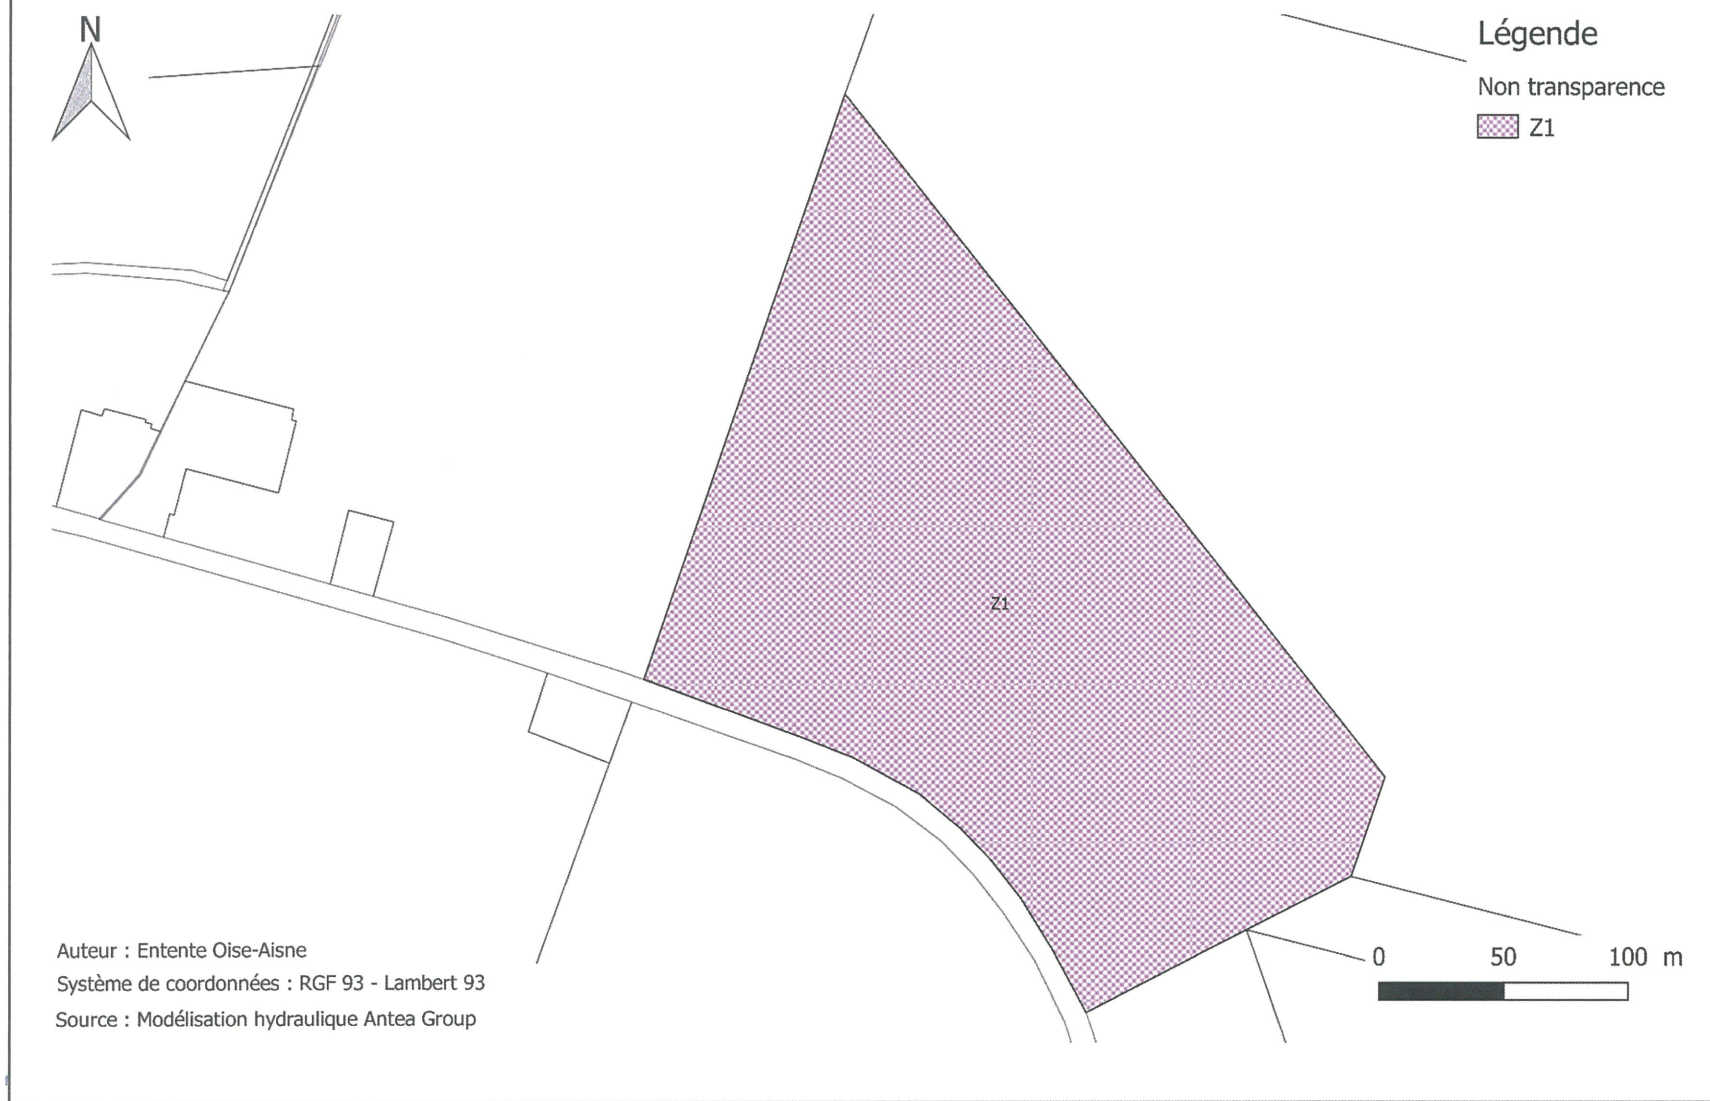 N
Légende
Non transparence
Z1
Z1
Auteur : Entente Oise-Aisne
Système de coordonnées : RGF 93 - Lambert 93
Source : Modélisation hydraulique Antea Group
0 50 100 m